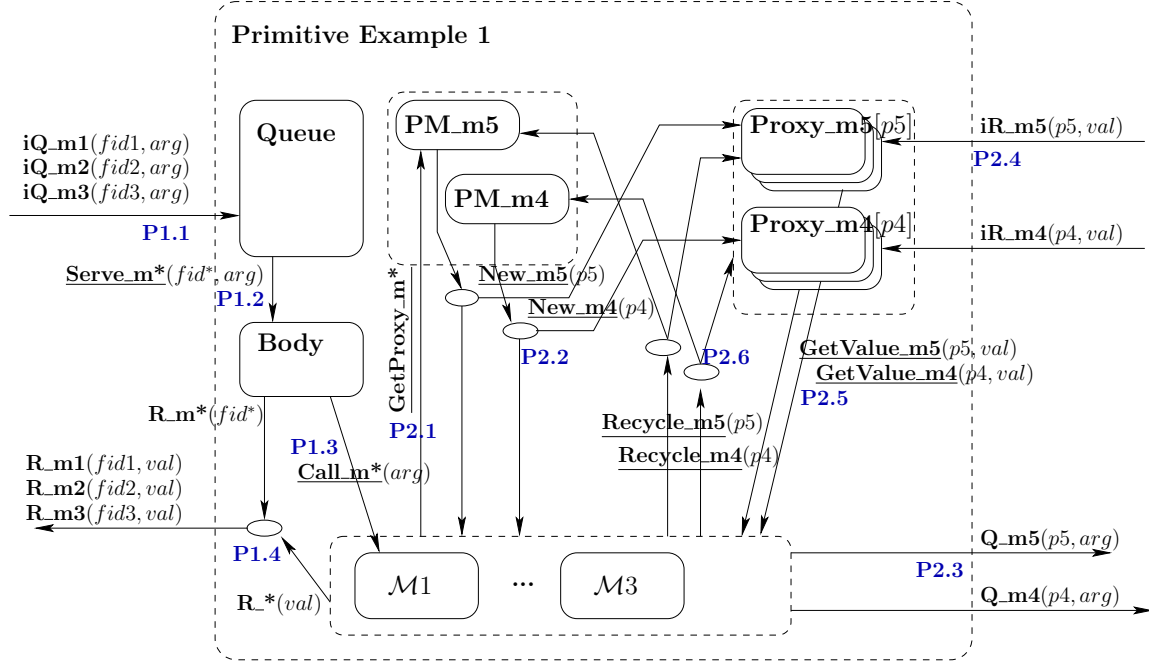 Primitive Example 1
Queue
PM_m5
PM_m4
Proxy_m5[p5]
Proxy_m4[p4]
iQ_m1(fid1, arg)
iQ_m2(fid2, arg)
iQ_m3(fid3, arg)
P1.1
iR_m5(p5, val)
P2.4
iR_m4(p4, val)
Serve_m*(fid*, arg)
P1.2
Body
GetProxy_m*
P2.1
New_m5(p5)
New_m4(p4)
P2.2
P2.6
GetValue_m5(p5, val)
GetValue_m4(p4, val)
P2.5
R_m*(fid*)
P1.3
Call_m*(arg)
Recycle_m5(p5)
Recycle_m4(p4)
R_m1(fid1, val)
R_m2(fid2, val)
R_m3(fid3, val)
P1.4
R_*(val)
ℳ1
...
ℳ3
Q_m5(p5, arg)
P2.3
Q_m4(p4, arg)